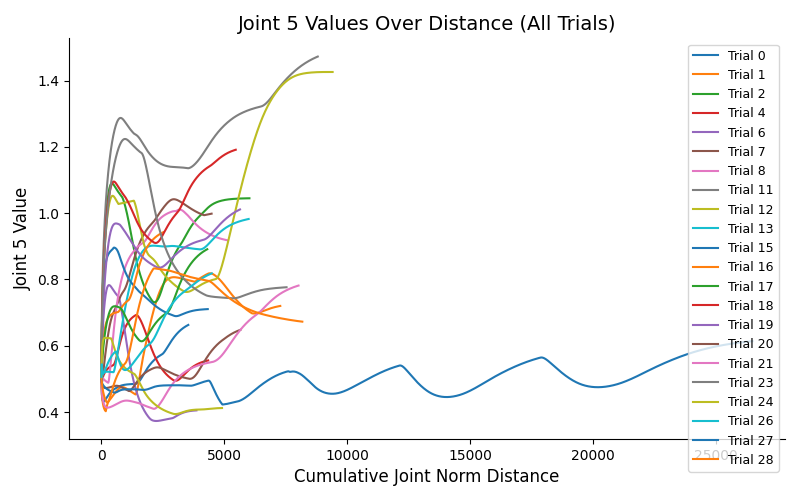 Joint 5 Values Over Distance (All Trials)
Joint 5 Value
1.4
1.2
1.0
0.8
0.6
0.4
0
5000
10000
15000
20000
25000
Cumulative Joint Norm Distance
Trial 0
Trial 1
Trial 2
Trial 4
Trial 6
Trial 7
Trial 8
Trial 11
Trial 12
Trial 13
Trial 15
Trial 16
Trial 17
Trial 18
Trial 19
Trial 20
Trial 21
Trial 23
Trial 24
Trial 26
Trial 27
Trial 28